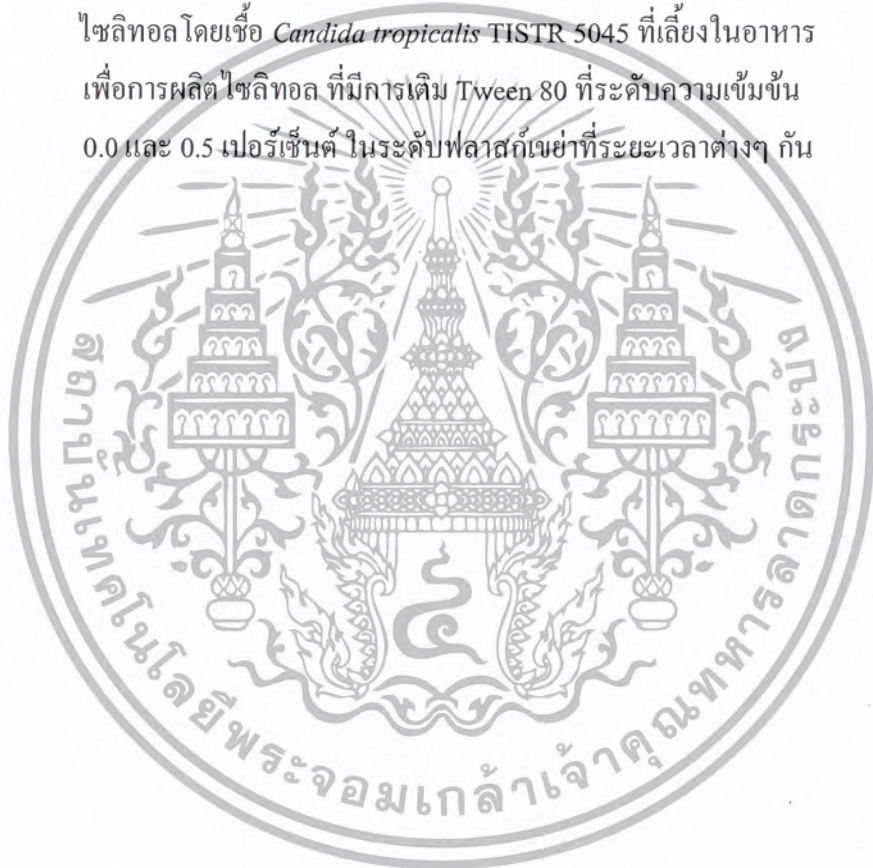 ไซลิทอลโดยเชื้อ Candida tropicalis TISTR 5045 ที่เลี้ยงในอาหาร
เพื่อการผลิตไซลิทอล ที่มีการเติม Tween 80 ที่ระดับความเข้มข้น
0.0 และ 0.5 เปอร์เซ็นต์ ในระดับฟลาสก์เขย่าที่ระยะเวลาต่างๆ กัน
สถาบันเทคโนโลยีพระจอมเกล้าเจ้าคุณทหารลาดกระบัง
๔